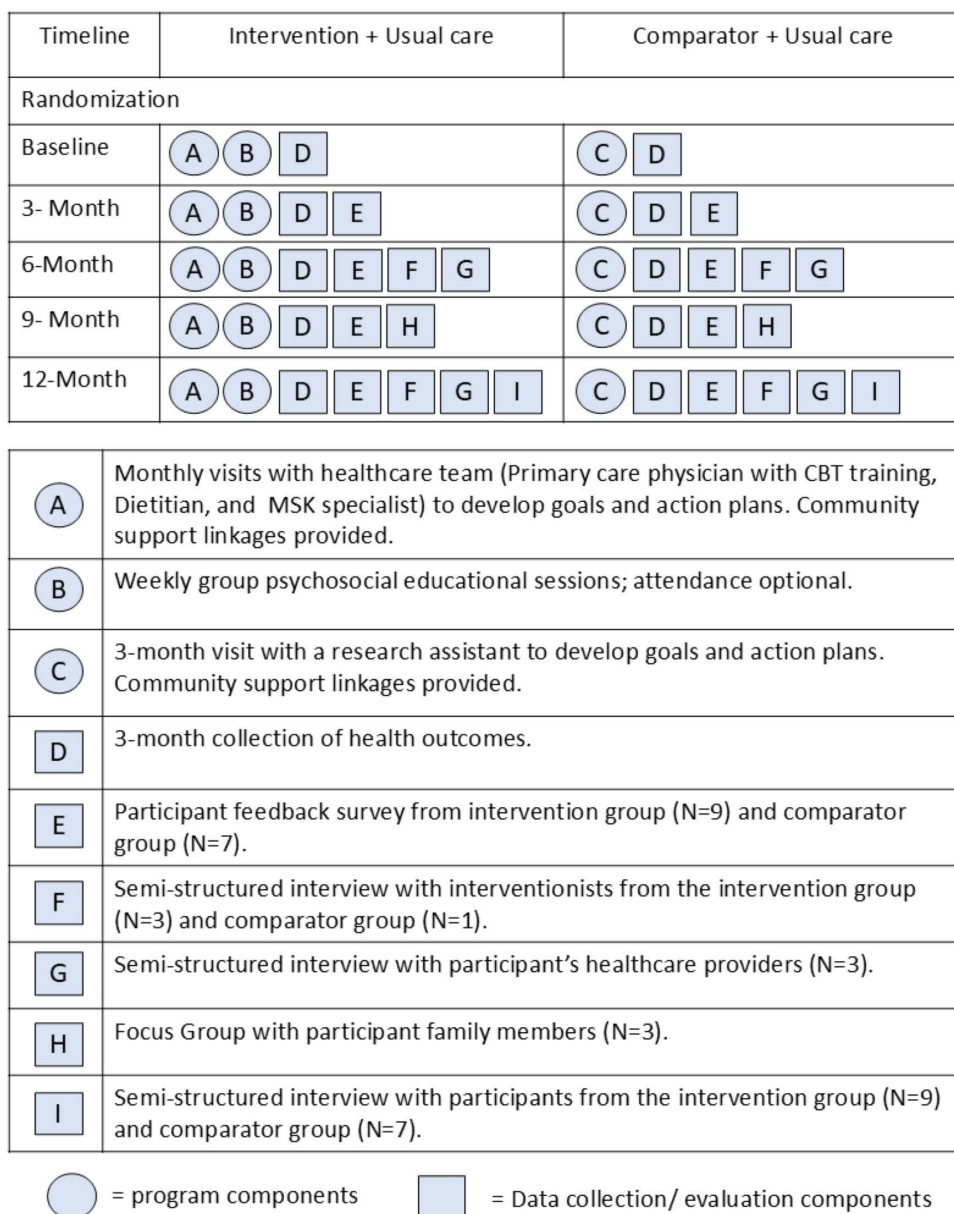 Timeline Intervention + Usual care Comparator + Usual care
Randomization
Baseline A B D C D
3- Month A B D E C D E
6-Month A B D E F G C D E F G
9- Month A B D E H C D E H
12-Month A B D E F G I C D E F G I
A Monthly visits with healthcare team (Primary care physician with CBT training,
Dietitian, and MSK specialist) to develop goals and action plans. Community
support linkages provided.
B Weekly group psychosocial educational sessions; attendance optional.
C 3-month visit with a research assistant to develop goals and action plans.
Community support linkages provided.
D 3-month collection of health outcomes.
E Participant feedback survey from intervention group (N=9) and comparator
group (N=7).
F Semi-structured interview with interventionists from the intervention group
(N=3) and comparator group (N=1).
G Semi-structured interview with participant’s healthcare providers (N=3).
H Focus Group with participant family members (N=3).
I Semi-structured interview with participants from the intervention group (N=9)
and comparator group (N=7).
= program components = Data collection/ evaluation components